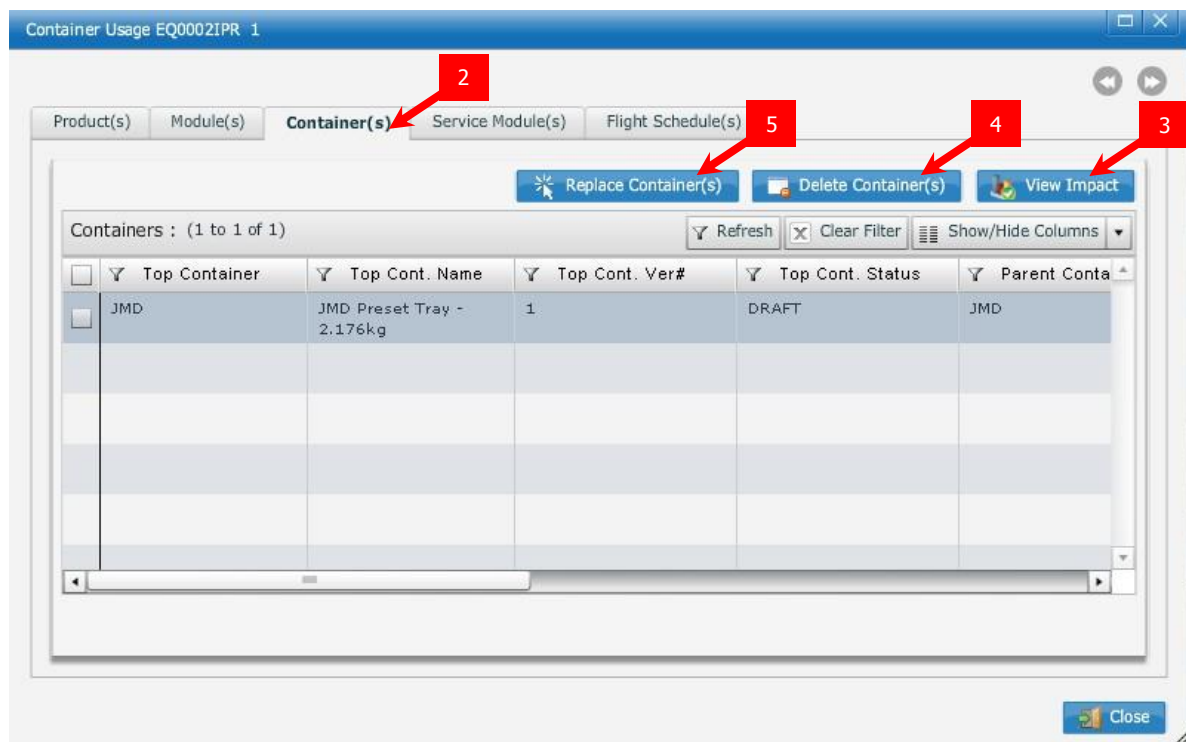 Container Usage EQ0002IPR 1
2
Product(s) Module(s) Container(s) Service Module(s) Flight Schedule(s) 5 4 3
Replace Container(s) Delete Container(s) View Impact
Containers : (1 to 1 of 1) Refresh Clear Filter Show/Hide Columns
Top Container Top Cont. Name Top Cont. Ver# Top Cont. Status Parent Conta
JMD JMD Preset Tray - 1 DRAFT JMD
2.176kg
Close